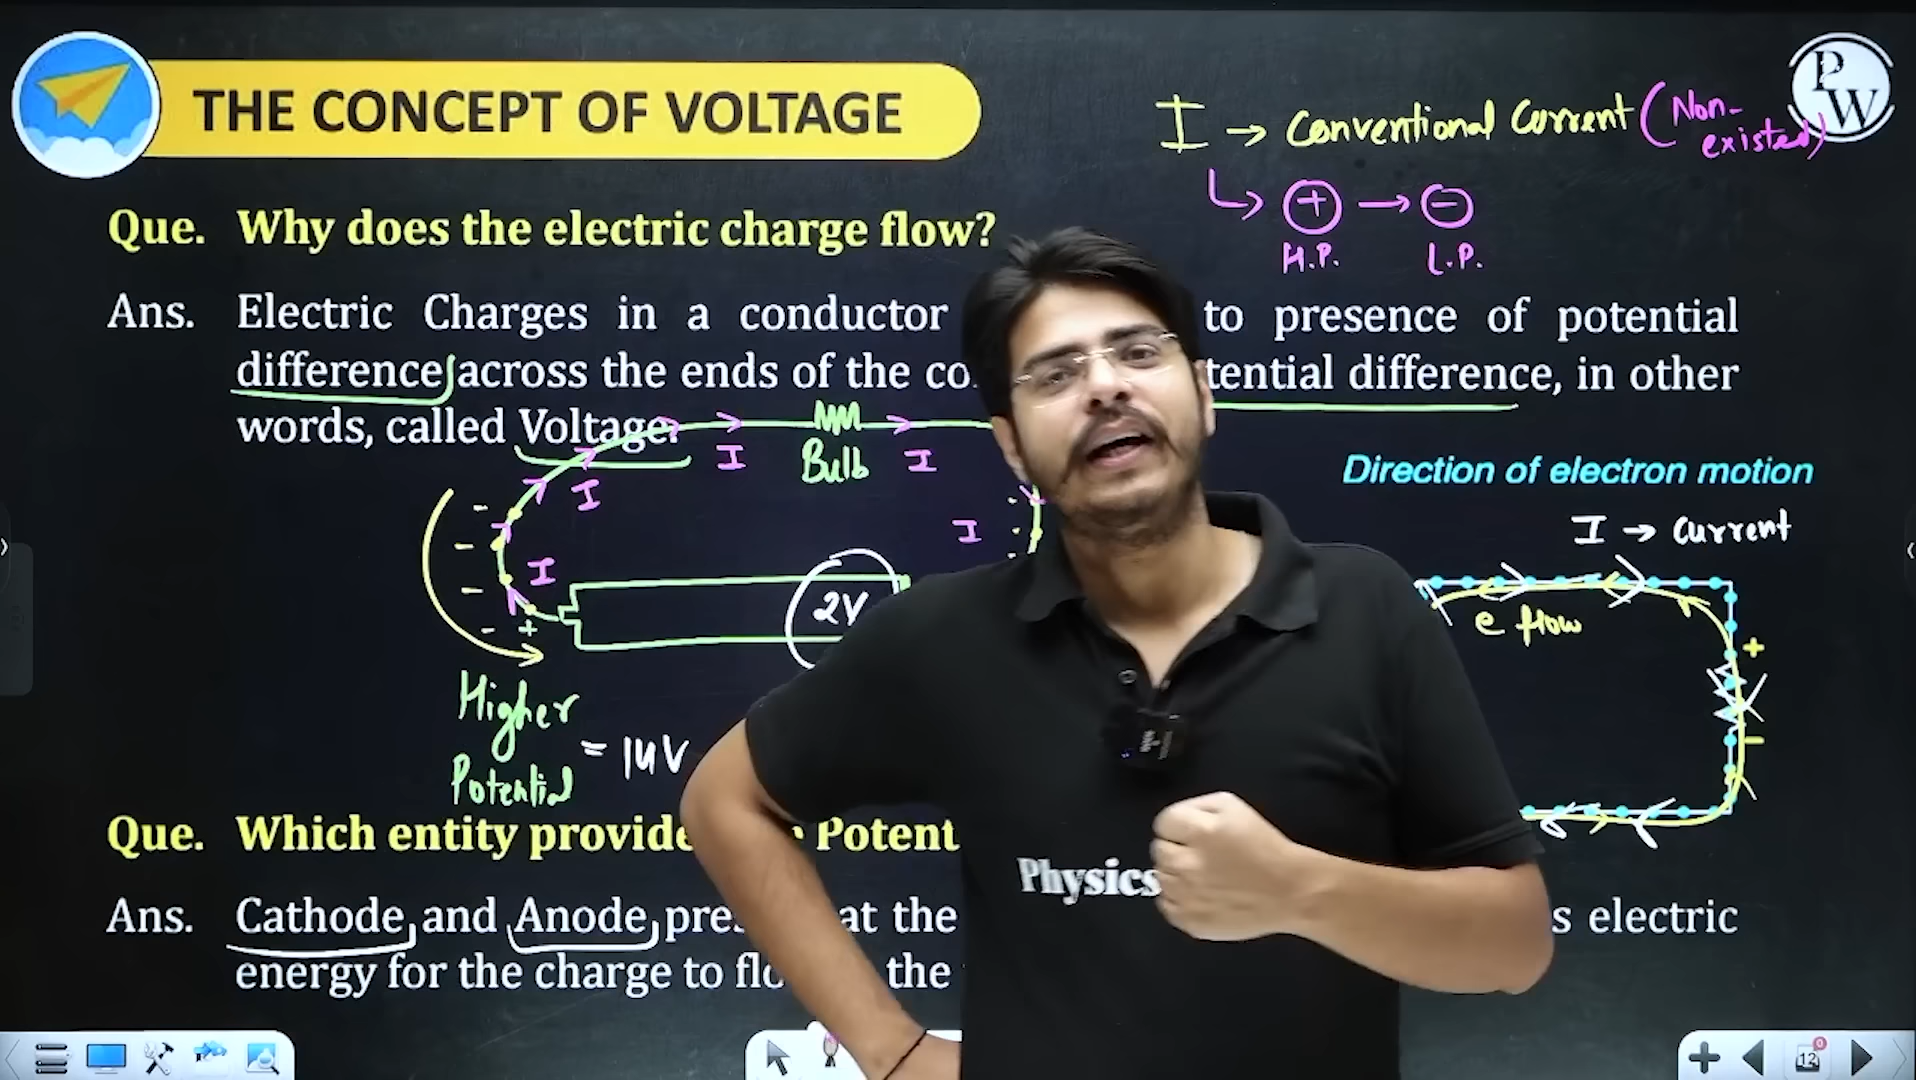 THE CONCEPT OF VOLTAGE
PW
I → Conventional Current (Non-existed)
+ → -
H.P. L.P.
Que. Why does the electric charge flow?
Ans. Electric Charges in a conductor to presence of potential
difference across the ends of the tential difference, in other
words, called Voltage.
I I Bulb I
I I
Direction of electron motion
I → Current
2V
e flow
+
-
Higher
Potential = 14V
Que. Which entity provide Potent
Ans. Cathode and Anode pres at the s electric
energy for the charge to flo the
Physics
12